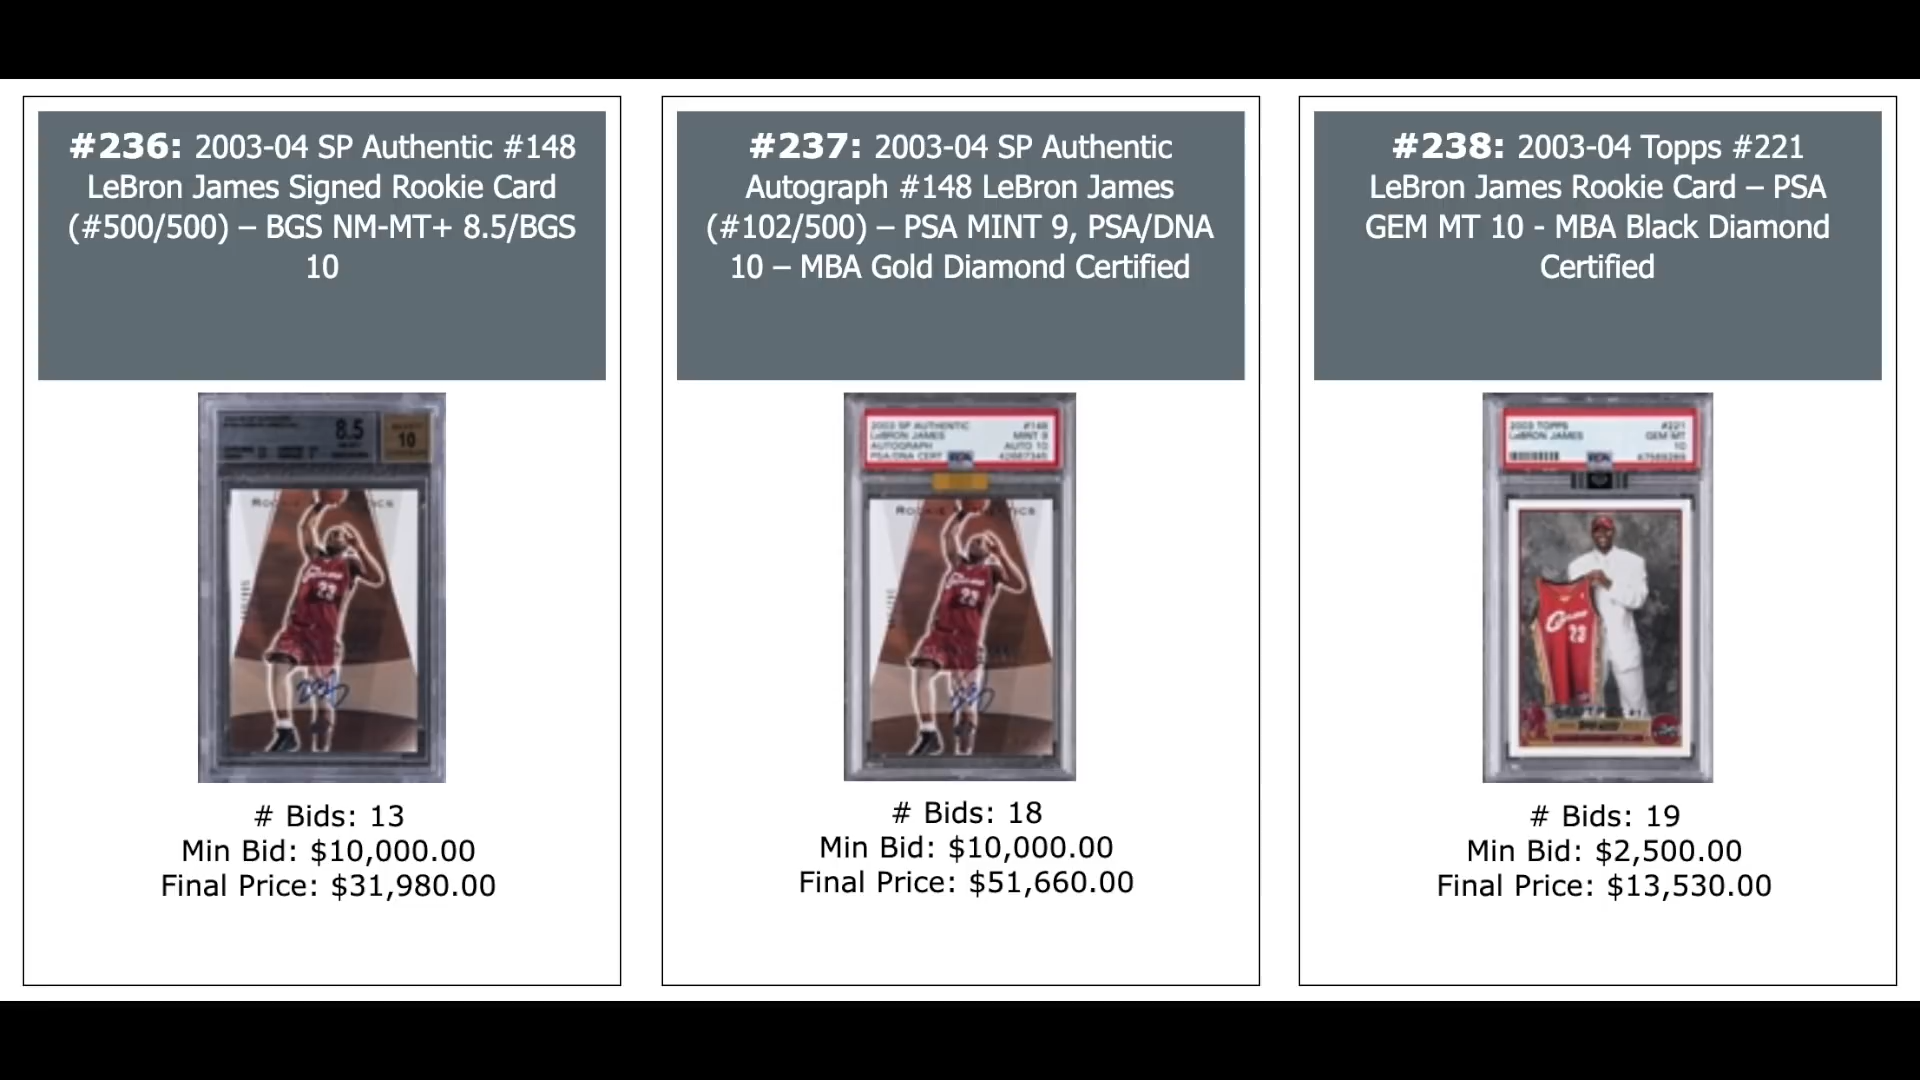 #236: 2003-04 SP Authentic #148
LeBron James Signed Rookie Card
(#500/500) – BGS NM-MT+ 8.5/BGS
10
8.5
10
# Bids: 13
Min Bid: $10,000.00
Final Price: $31,980.00
#237: 2003-04 SP Authentic
Autograph #148 LeBron James
(#102/500) – PSA MINT 9, PSA/DNA
10 – MBA Gold Diamond Certified
2003 SP AUTHENTIC #148
LeBRON JAMES MINT 9
AUTOGRAPH AUTO 10
PSA/DNA CERT
23
# Bids: 18
Min Bid: $10,000.00
Final Price: $51,660.00
#238: 2003-04 Topps #221
LeBron James Rookie Card – PSA
GEM MT 10 - MBA Black Diamond
Certified
2003 TOPPS #221
LeBRON JAMES GEM MT
10
23
# Bids: 19
Min Bid: $2,500.00
Final Price: $13,530.00